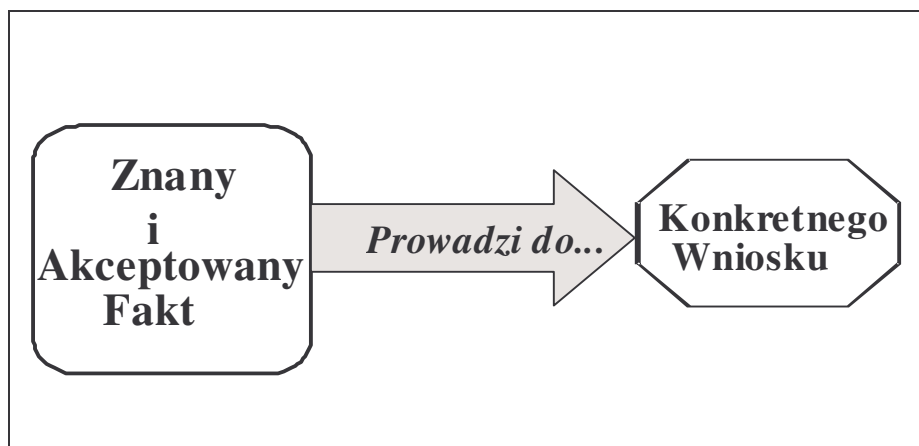 Znany
i
Akceptowany
Fakt
Prowadzi do...
Konkretnego
Wniosku